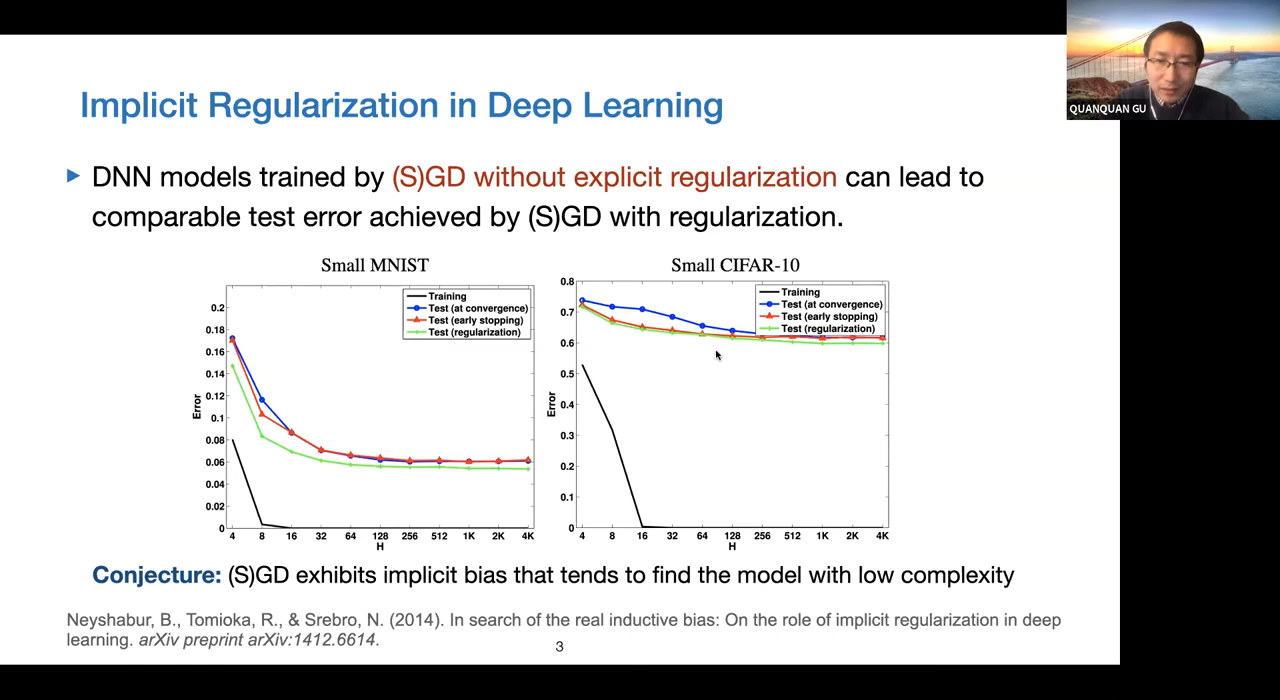 QUANQUAN GU
Implicit Regularization in Deep Learning
DNN models trained by (S)GD without explicit regularization can lead to
comparable test error achieved by (S)GD with regularization.
Small MNIST
Training
Test (at convergence)
Test (early stopping)
Test (regularization)
0.2
0.18
0.16
0.14
0.12
0.1
0.08
0.06
0.04
0.02
0
Error
4 8 16 32 64 128 256 512 1K 2K 4K
H
Small CIFAR-10
Training
Test (at convergence)
Test (early stopping)
Test (regularization)
0.8
0.7
0.6
0.5
0.4
0.3
0.2
0.1
0
Error
4 8 16 32 64 128 256 512 1K 2K 4K
H
Conjecture: (S)GD exhibits implicit bias that tends to find the model with low complexity
Neyshabur, B., Tomioka, R., & Srebro, N. (2014). In search of the real inductive bias: On the role of implicit regularization in deep
learning. arXiv preprint arXiv:1412.6614.
3